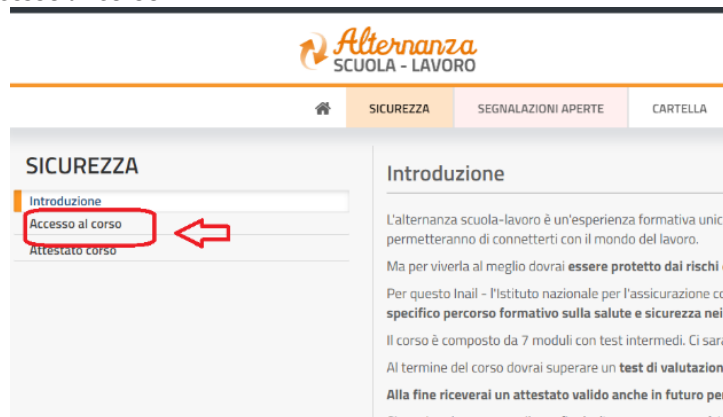 Alternanza
SCUOLA - LAVORO
SICUREZZA
SEGNALAZIONI APERTE
CARTELLA
SICUREZZA
Introduzione
Accesso al corso
Attestato corso
Introduzione
L'alternanza scuola-lavoro è un'esperienza formativa unic
permetteranno di connetterti con il mondo del lavoro.
Ma per viverla al meglio dovrai essere protetto dai rischi
Per questo Inail - l'Istituto nazionale per l'assicurazione co
specifico percorso formativo sulla salute e sicurezza nei
Il corso è composto da 7 moduli con test intermedi. Ci sar
Al termine del corso dovrai superare un test di valutazion
Alla fine riceverai un attestato valido anche in futuro per